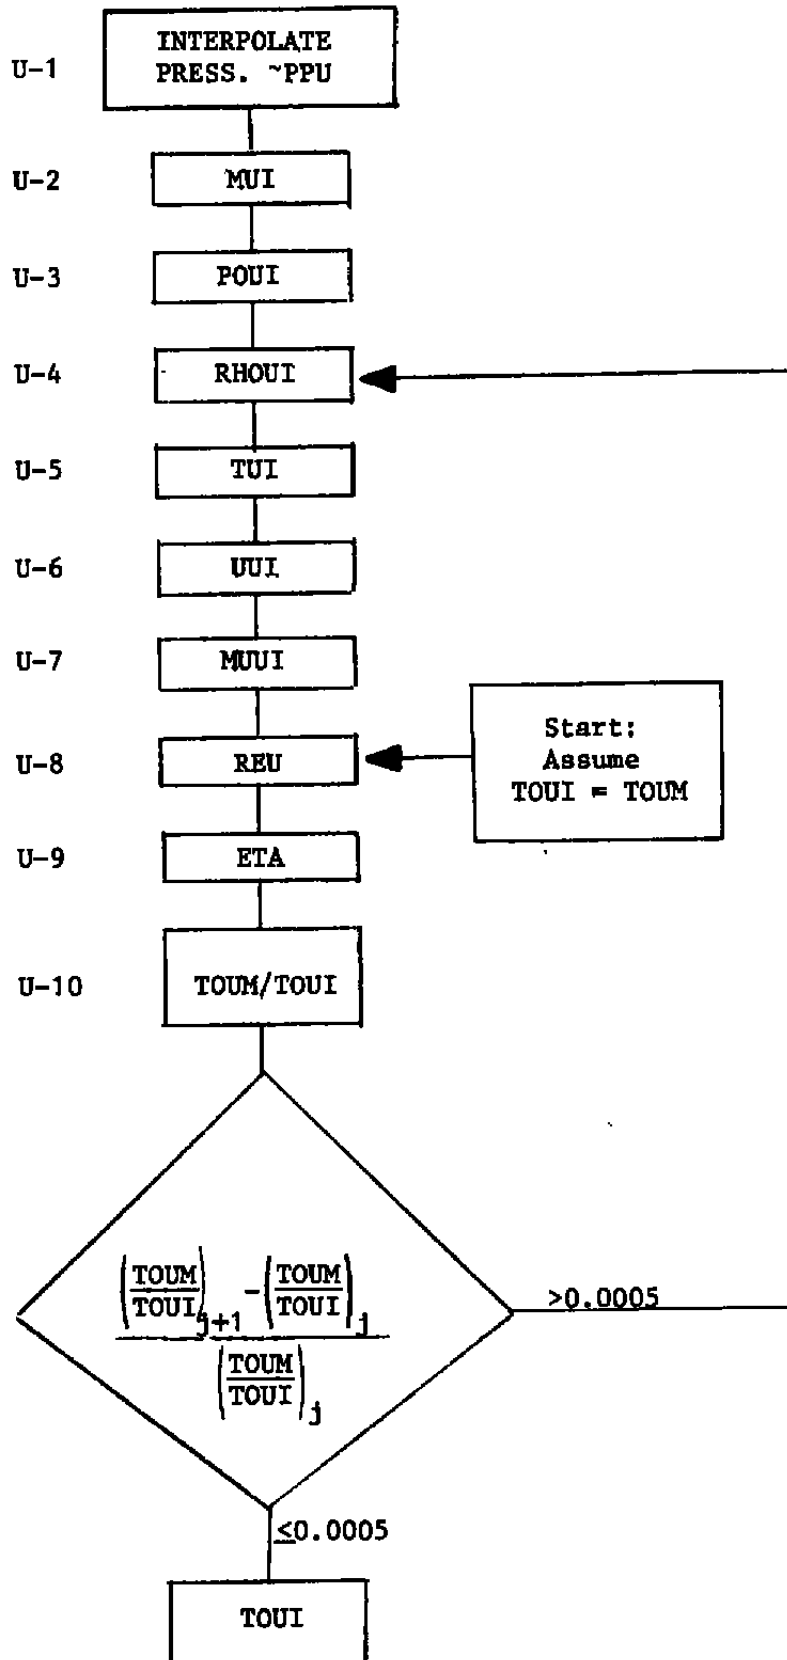 U-1
INTERPOLATE
PRESS. ~PPU
U-2
MUI
U-3
POUI
U-4
RHOUI
U-5
TUI
U-6
UUI
U-7
MUUI
U-8
REU
Start:
Assume
TOUI = TOUM
U-9
ETA
U-10
TOUM/TOUI
(TOUM/TOUI)j+1 - (TOUM/TOUI)j
(TOUM/TOUI)j
>0.0005
≤0.0005
TOUI